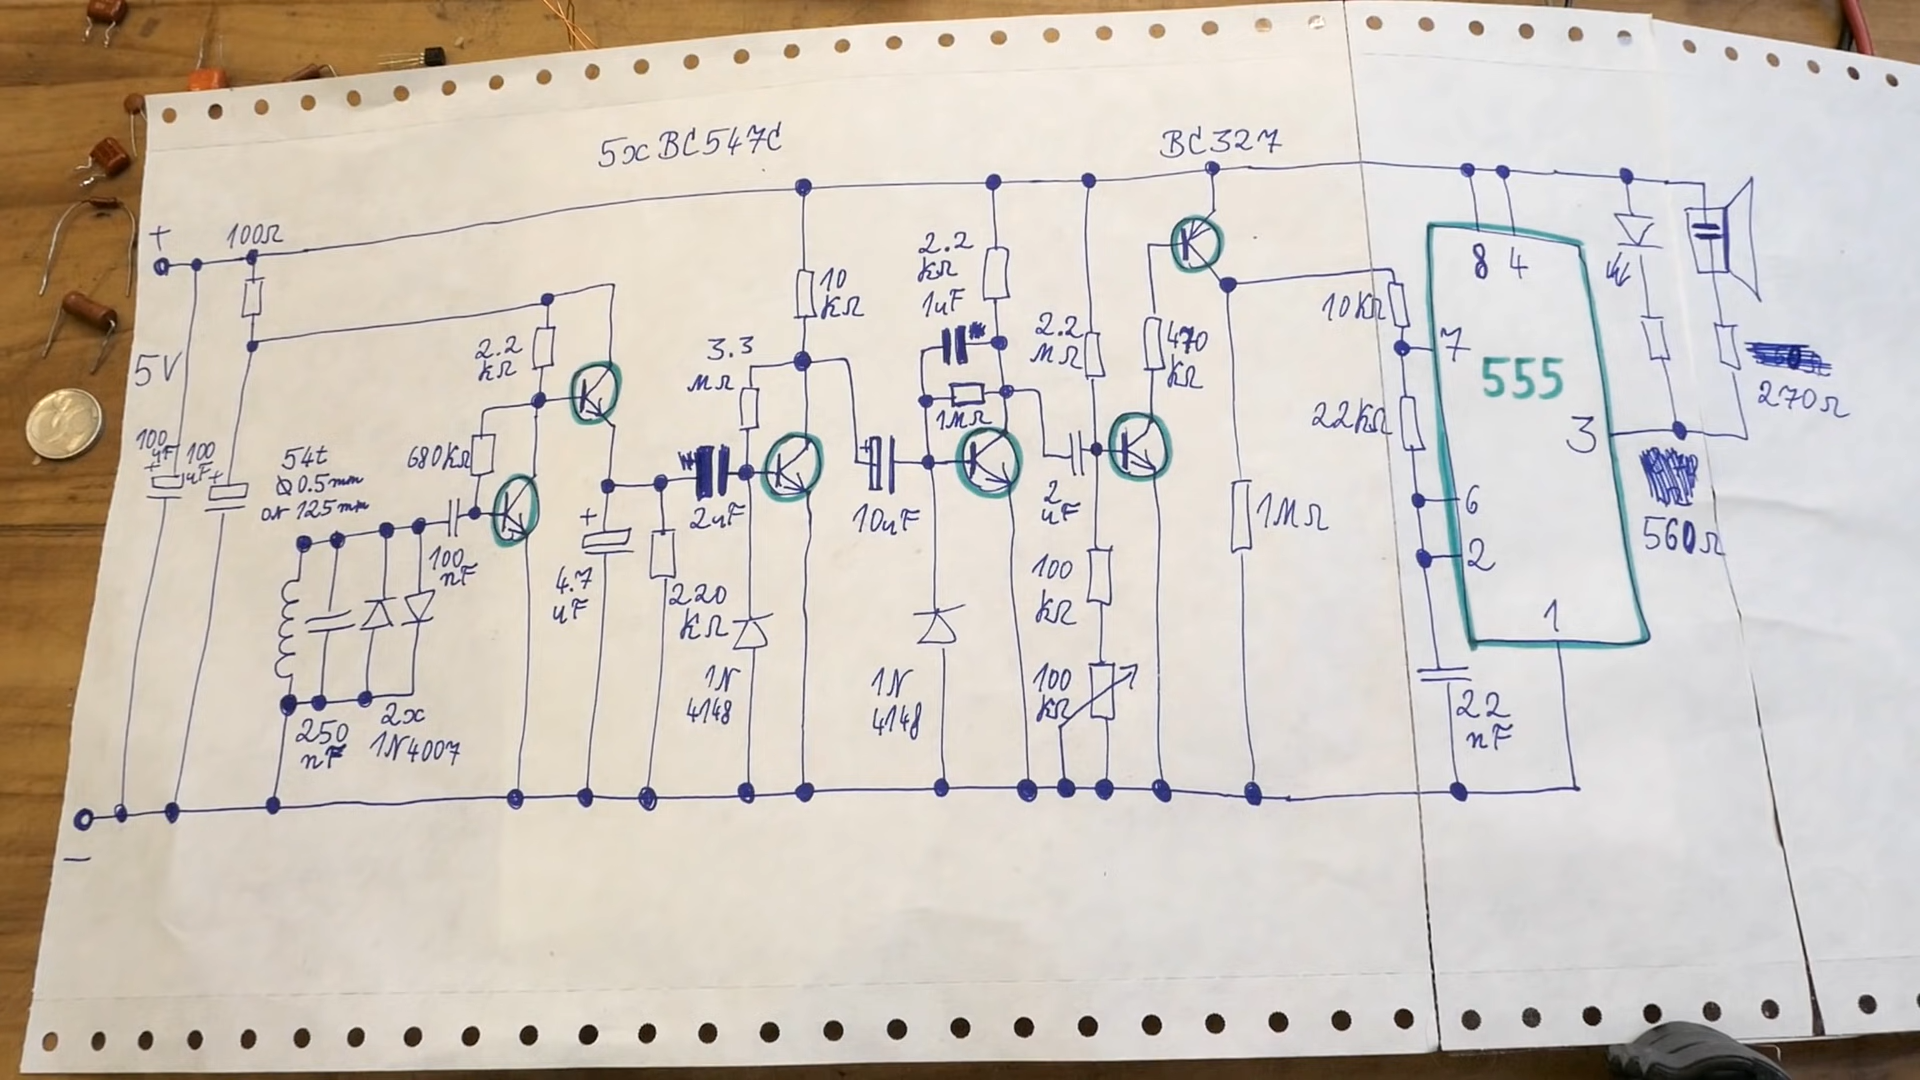 5xBC547C
BC327
+
100Ω
5V
100
uF
+
100
uF
+
54t
Ø0.5mm
on 125mm
250
nF
2x
1N4007
100
nF
680KΩ
2.2
KΩ
+
4.7
uF
220
KΩ
2uF
3.3
MΩ
10
KΩ
1N
4148
+
10uF
2.2
KΩ
1uF
1MΩ
1N
4148
2.2
MΩ
2
uF
100
KΩ
100
KΩ
470
KΩ
1MΩ
10KΩ
22KΩ
22
nF
8 4
7
555
3
6
2
1
270Ω
560Ω
−